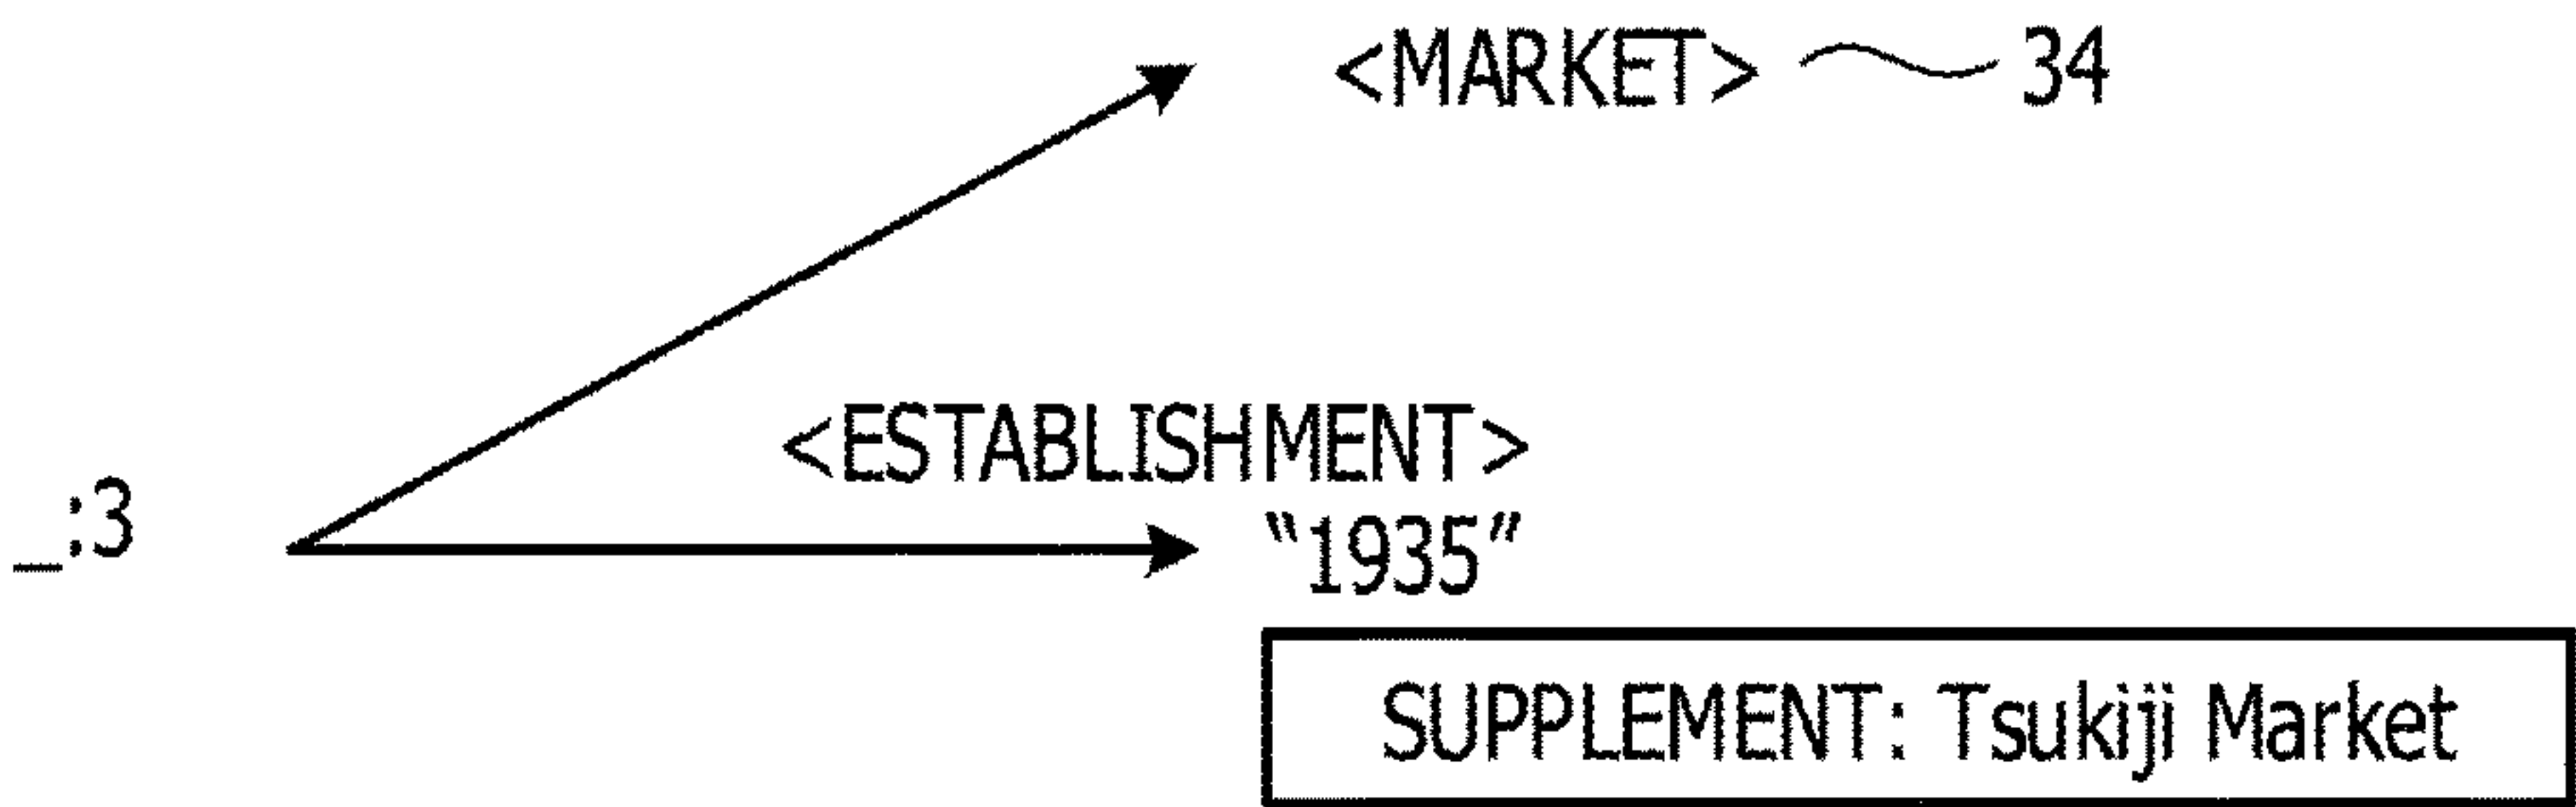 <MARKET> 34
<ESTABLISHMENT>
_:3
“1935”
SUPPLEMENT: Tsukiji Market